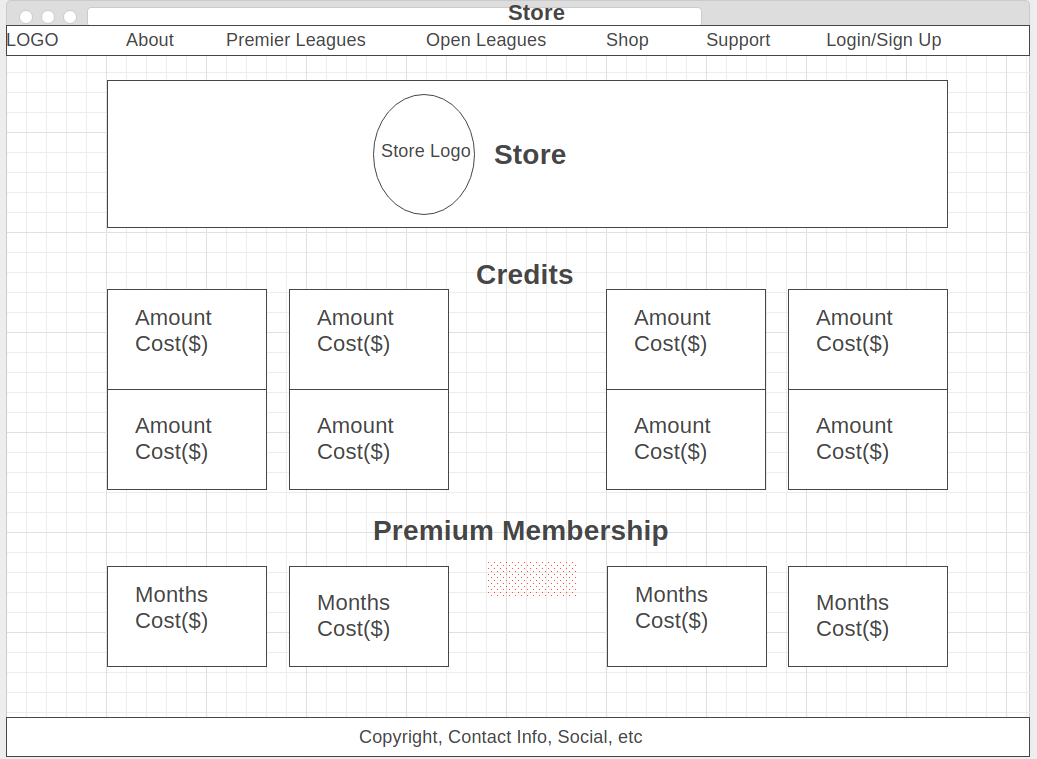 Store
LOGO About Premier Leagues Open Leagues Shop Support Login/Sign Up
Store Logo Store
Credits
Amount Amount Amount Amount
Cost($) Cost($) Cost($) Cost($)
Amount Amount Amount Amount
Cost($) Cost($) Cost($) Cost($)
Premium Membership
Months Months Months Months
Cost($) Cost($) Cost($) Cost($)
Copyright, Contact Info, Social, etc